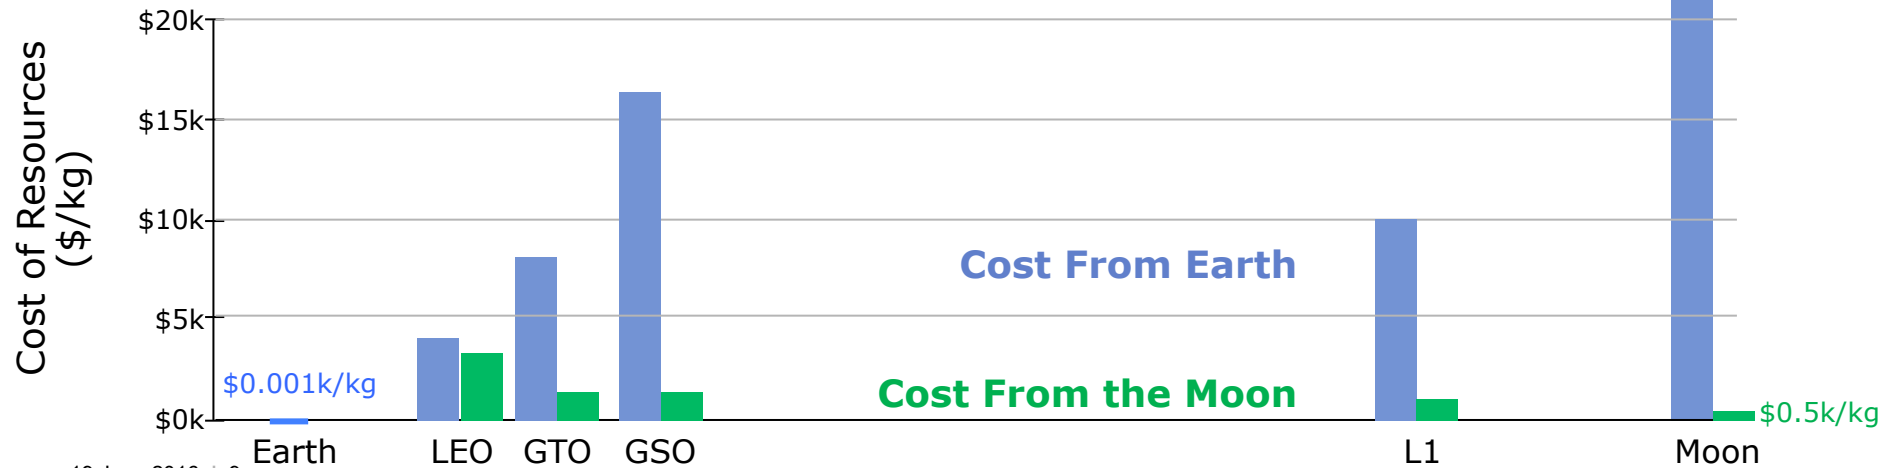 $20k
$15k
$10k
$5k
$0k
Cost of Resources
($/kg)
$0.001k/kg
Cost From Earth
Cost From the Moon
$0.5k/kg
Earth
LEO
GTO
GSO
L1
Moon